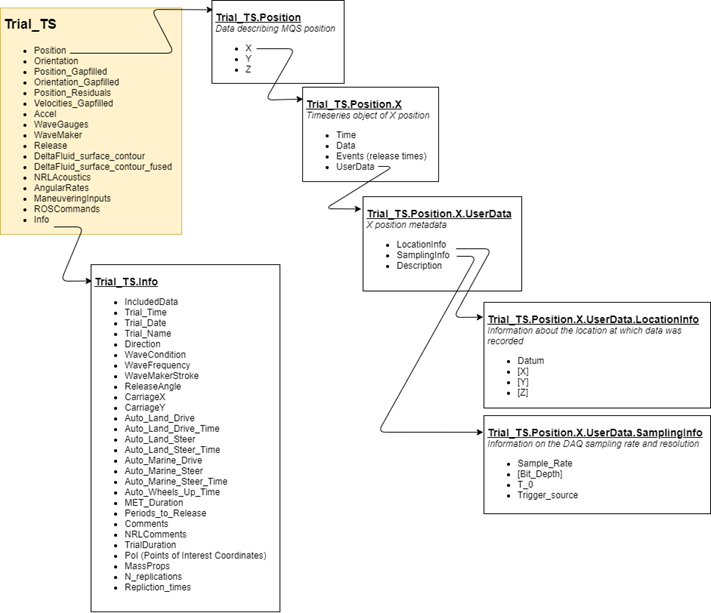 Trial_TS
Position
Orientation
Position_Gapfilled
Orientation_Gapfilled
Position_Residuals
Velocities_Gapfilled
Accel
WaveGauges
WaveMaker
Release
DeltaFluid_surface_contour
DeltaFluid_surface_contour_fused
NRLAcoustics
AngularRates
ManeuveringInputs
ROSCommands
Info
Trial_TS.Position
Data describing MQS position
X
Y
Z
Trial_TS.Position.X
Timeseries object of X position
Time
Data
Events (release times)
UserData
Trial_TS.Position.X.UserData
X position metadata
LocationInfo
SamplingInfo
Description
Trial_TS.Position.X.UserData.LocationInfo
Information about the location at which data was
recorded
Datum
[X]
[Y]
[Z]
Trial_TS.Position.X.UserData.SamplingInfo
Information on the DAQ sampling rate and resolution
Sample_Rate
[Bit_Depth]
T_0
Trigger_source
Trial_TS.Info
IncludedData
Trial_Time
Trial_Date
Trial_Name
Direction
WaveCondition
WaveFrequency
WaveMakerStroke
ReleaseAngle
CarriageX
CarriageY
Auto_Land_Drive
Auto_Land_Drive_Time
Auto_Land_Steer
Auto_Land_Steer_Time
Auto_Marine_Drive
Auto_Marine_Steer
Auto_Marine_Steer_Time
Auto_Wheels_Up_Time
MET_Duration
Periods_to_Release
Comments
NRLComments
TrialDuration
PoI (Points of Interest Coordinates)
MassProps
N_replications
Repliction_times